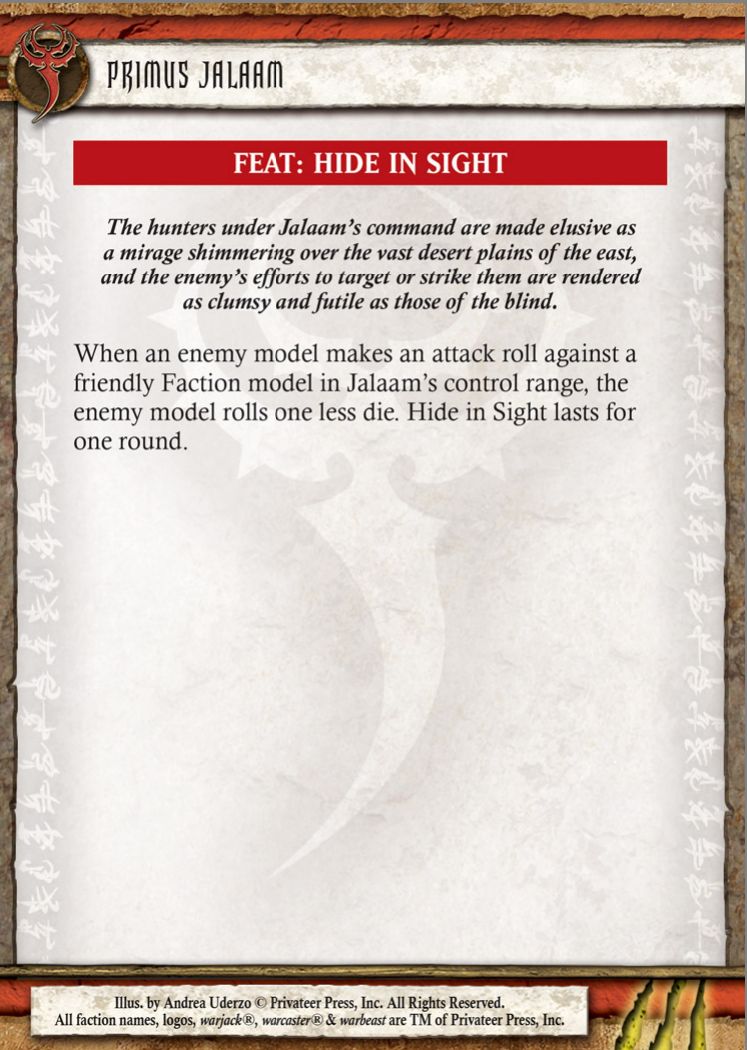 PRIMUS JALAAM
FEAT: HIDE IN SIGHT
The hunters under Jalaam's command are made elusive as
a mirage shimmering over the vast desert plains of the east,
and the enemy's efforts to target or strike them are rendered
as clumsy and futile as those of the blind.
When an enemy model makes an attack roll against a
friendly Faction model in Jalaam's control range, the
enemy model rolls one less die. Hide in Sight lasts for
one round.
Illus. by Andrea Uderzo © Privateer Press, Inc. All Rights Reserved.
All faction names, logos, warjack®, warcaster® & warbeast are TM of Privateer Press, Inc.